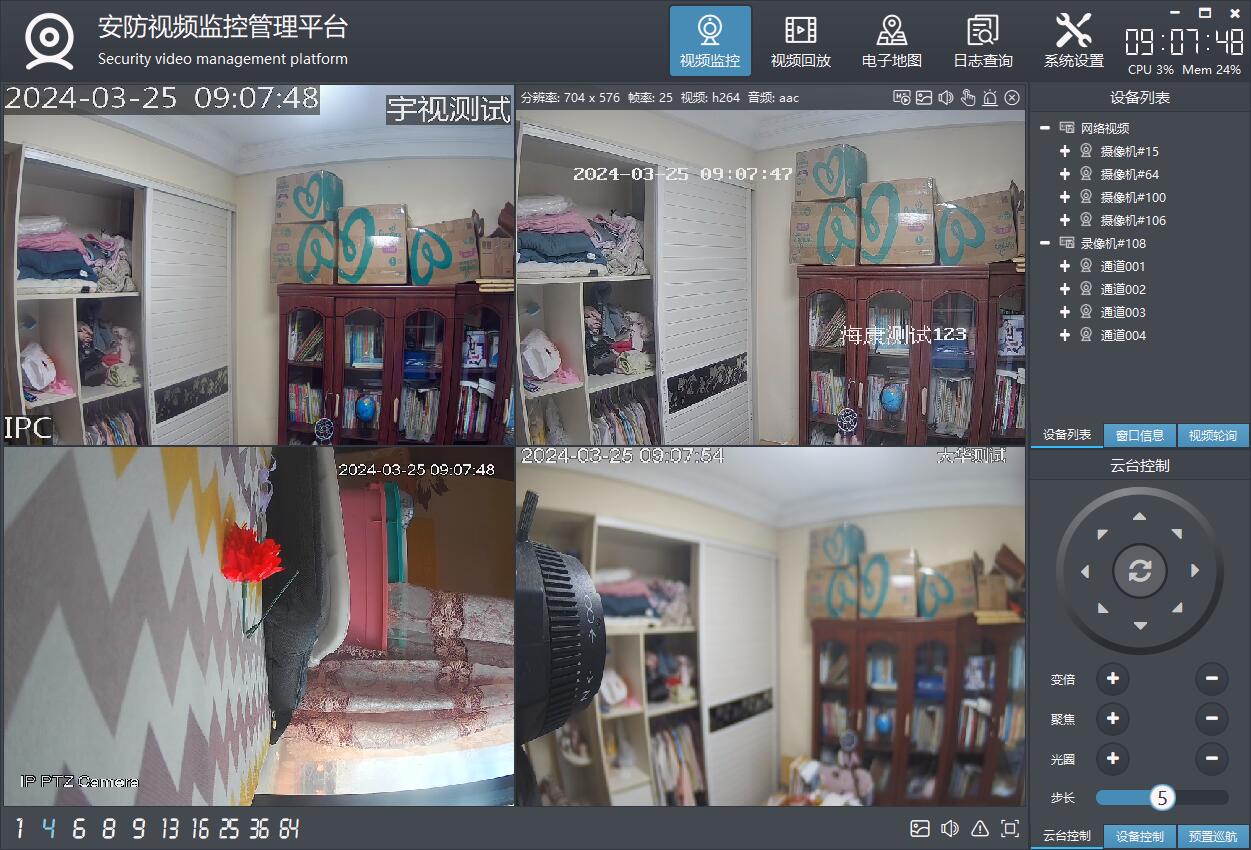 安防视频监控管理平台
Security video management platform
视频监控
视频回放
电子地图
日志查询
系统设置
09:07:48
CPU 3% Mem 24%
2024-03-25 09:07:48
宇视测试
IPC
分辨率: 704 x 576 帧率: 25 视频: h264 音频: aac
2024-03-25 09:07:47
海康测试123
2024-03-25 09:07:48
IP PTZ Camera
2024-03-25 09:07:54
大华测试
设备列表
网络视频
摄像机#15
摄像机#64
摄像机#100
摄像机#106
录像机#108
通道001
通道002
通道003
通道004
设备列表 窗口信息 视频轮询
云台控制
变倍
聚焦
光圈
步长 5
云台控制 设备控制 预置巡航
1 4 6 8 9 13 16 25 36 64